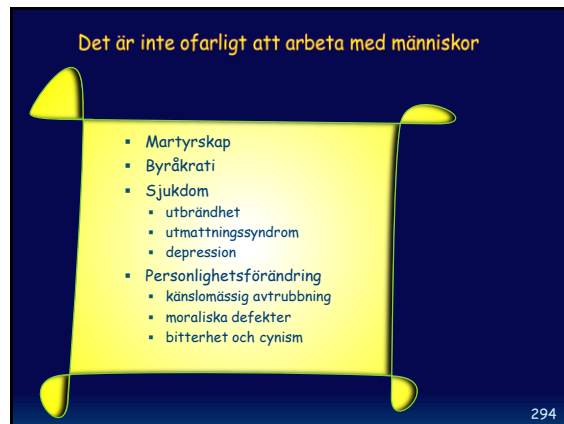 Det är inte ofarligt att arbeta med människor
▪ Martyrskap
▪ Byråkrati
▪ Sjukdom
▪ utbrändhet
▪ utmattningssyndrom
▪ depression
▪ Personlighetsförändring
▪ känslomässig avtrubbning
▪ moraliska defekter
▪ bitterhet och cynism
294